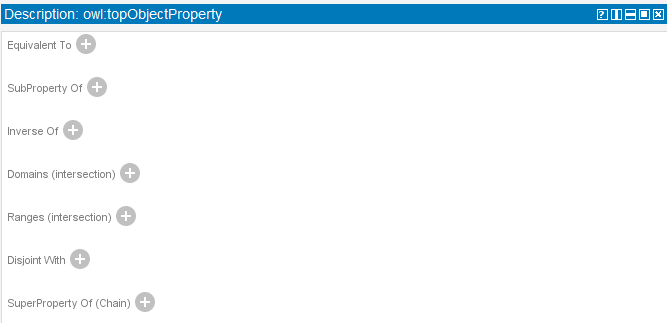 Description: owl:topObjectProperty
Equivalent To
SubProperty Of
Inverse Of
Domains (intersection)
Ranges (intersection)
Disjoint With
SuperProperty Of (Chain)